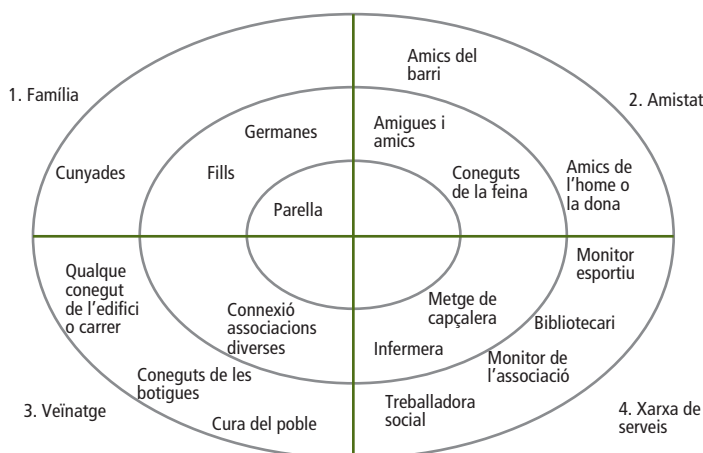 1. Família
Cunyades
Germanes
Fills
Parella
2. Amistat
Amics del
barri
Amigues i
amics
Coneguts
de la feina
Amics de
l'home o
la dona
3. Veïnatge
Qualque
conegut
de l'edifici
o carrer
Connexió
associacions
diverses
Coneguts de les
botigues
Cura del poble
4. Xarxa de
serveis
Monitor
esportiu
Metge de
capçalera
Bibliotecari
Infermera
Monitor de
l'associació
Treballadora
social